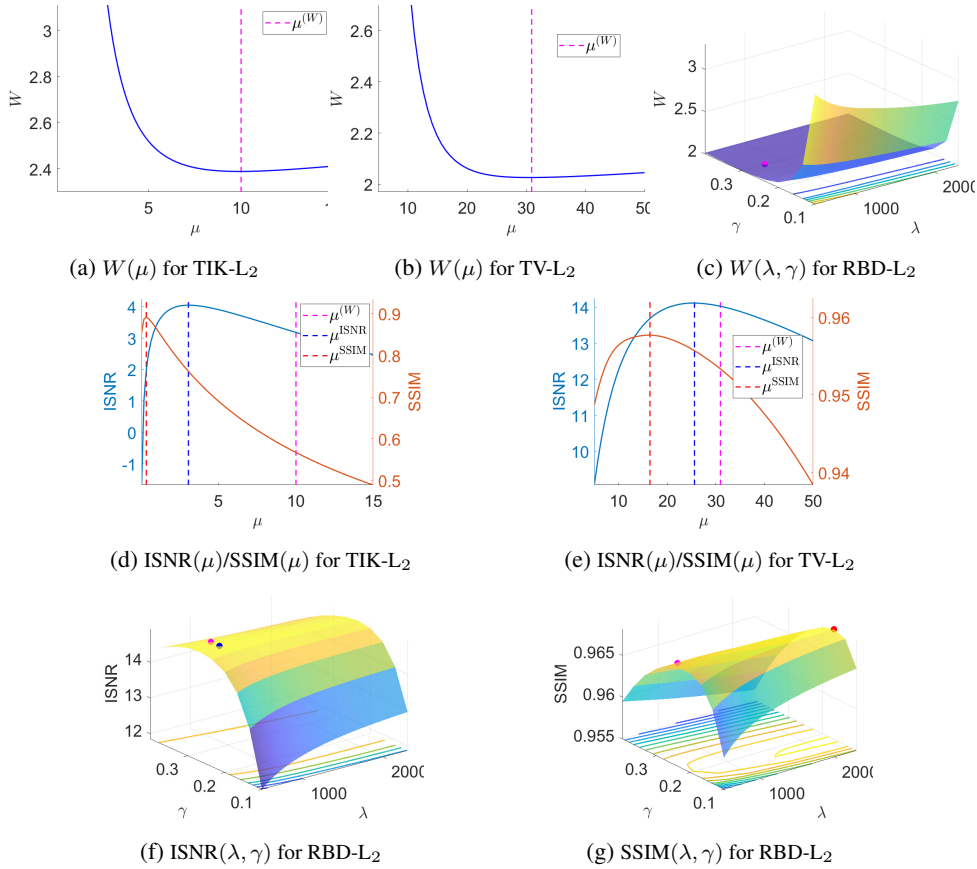 3
2.8
2.6
2.4
W
5
10
1
μ
μ^(W)
(a) W(μ) for TIK-L₂
2.6
2.4
2.2
2
W
10
20
30
40
50
μ
μ^(W)
(b) W(μ) for TV-L₂
3
2.5
2
W
0.3
0.2
0.1
γ
1000
2000
λ
(c) W(λ, γ) for RBD-L₂
4
3
2
1
0
-1
ISNR
0.9
0.8
0.7
0.6
0.5
SSIM
5
10
15
μ
μ^(W)
μ^ISNR
μ^SSIM
(d) ISNR(μ)/SSIM(μ) for TIK-L₂
14
13
12
11
10
ISNR
0.96
0.95
0.94
SSIM
10
20
30
40
50
μ
μ^(W)
μ^ISNR
μ^SSIM
(e) ISNR(μ)/SSIM(μ) for TV-L₂
14
13
12
ISNR
0.3
0.2
0.1
γ
1000
2000
λ
(f) ISNR(λ, γ) for RBD-L₂
0.965
0.96
0.955
SSIM
0.3
0.2
0.1
γ
1000
2000
λ
(g) SSIM(λ, γ) for RBD-L₂